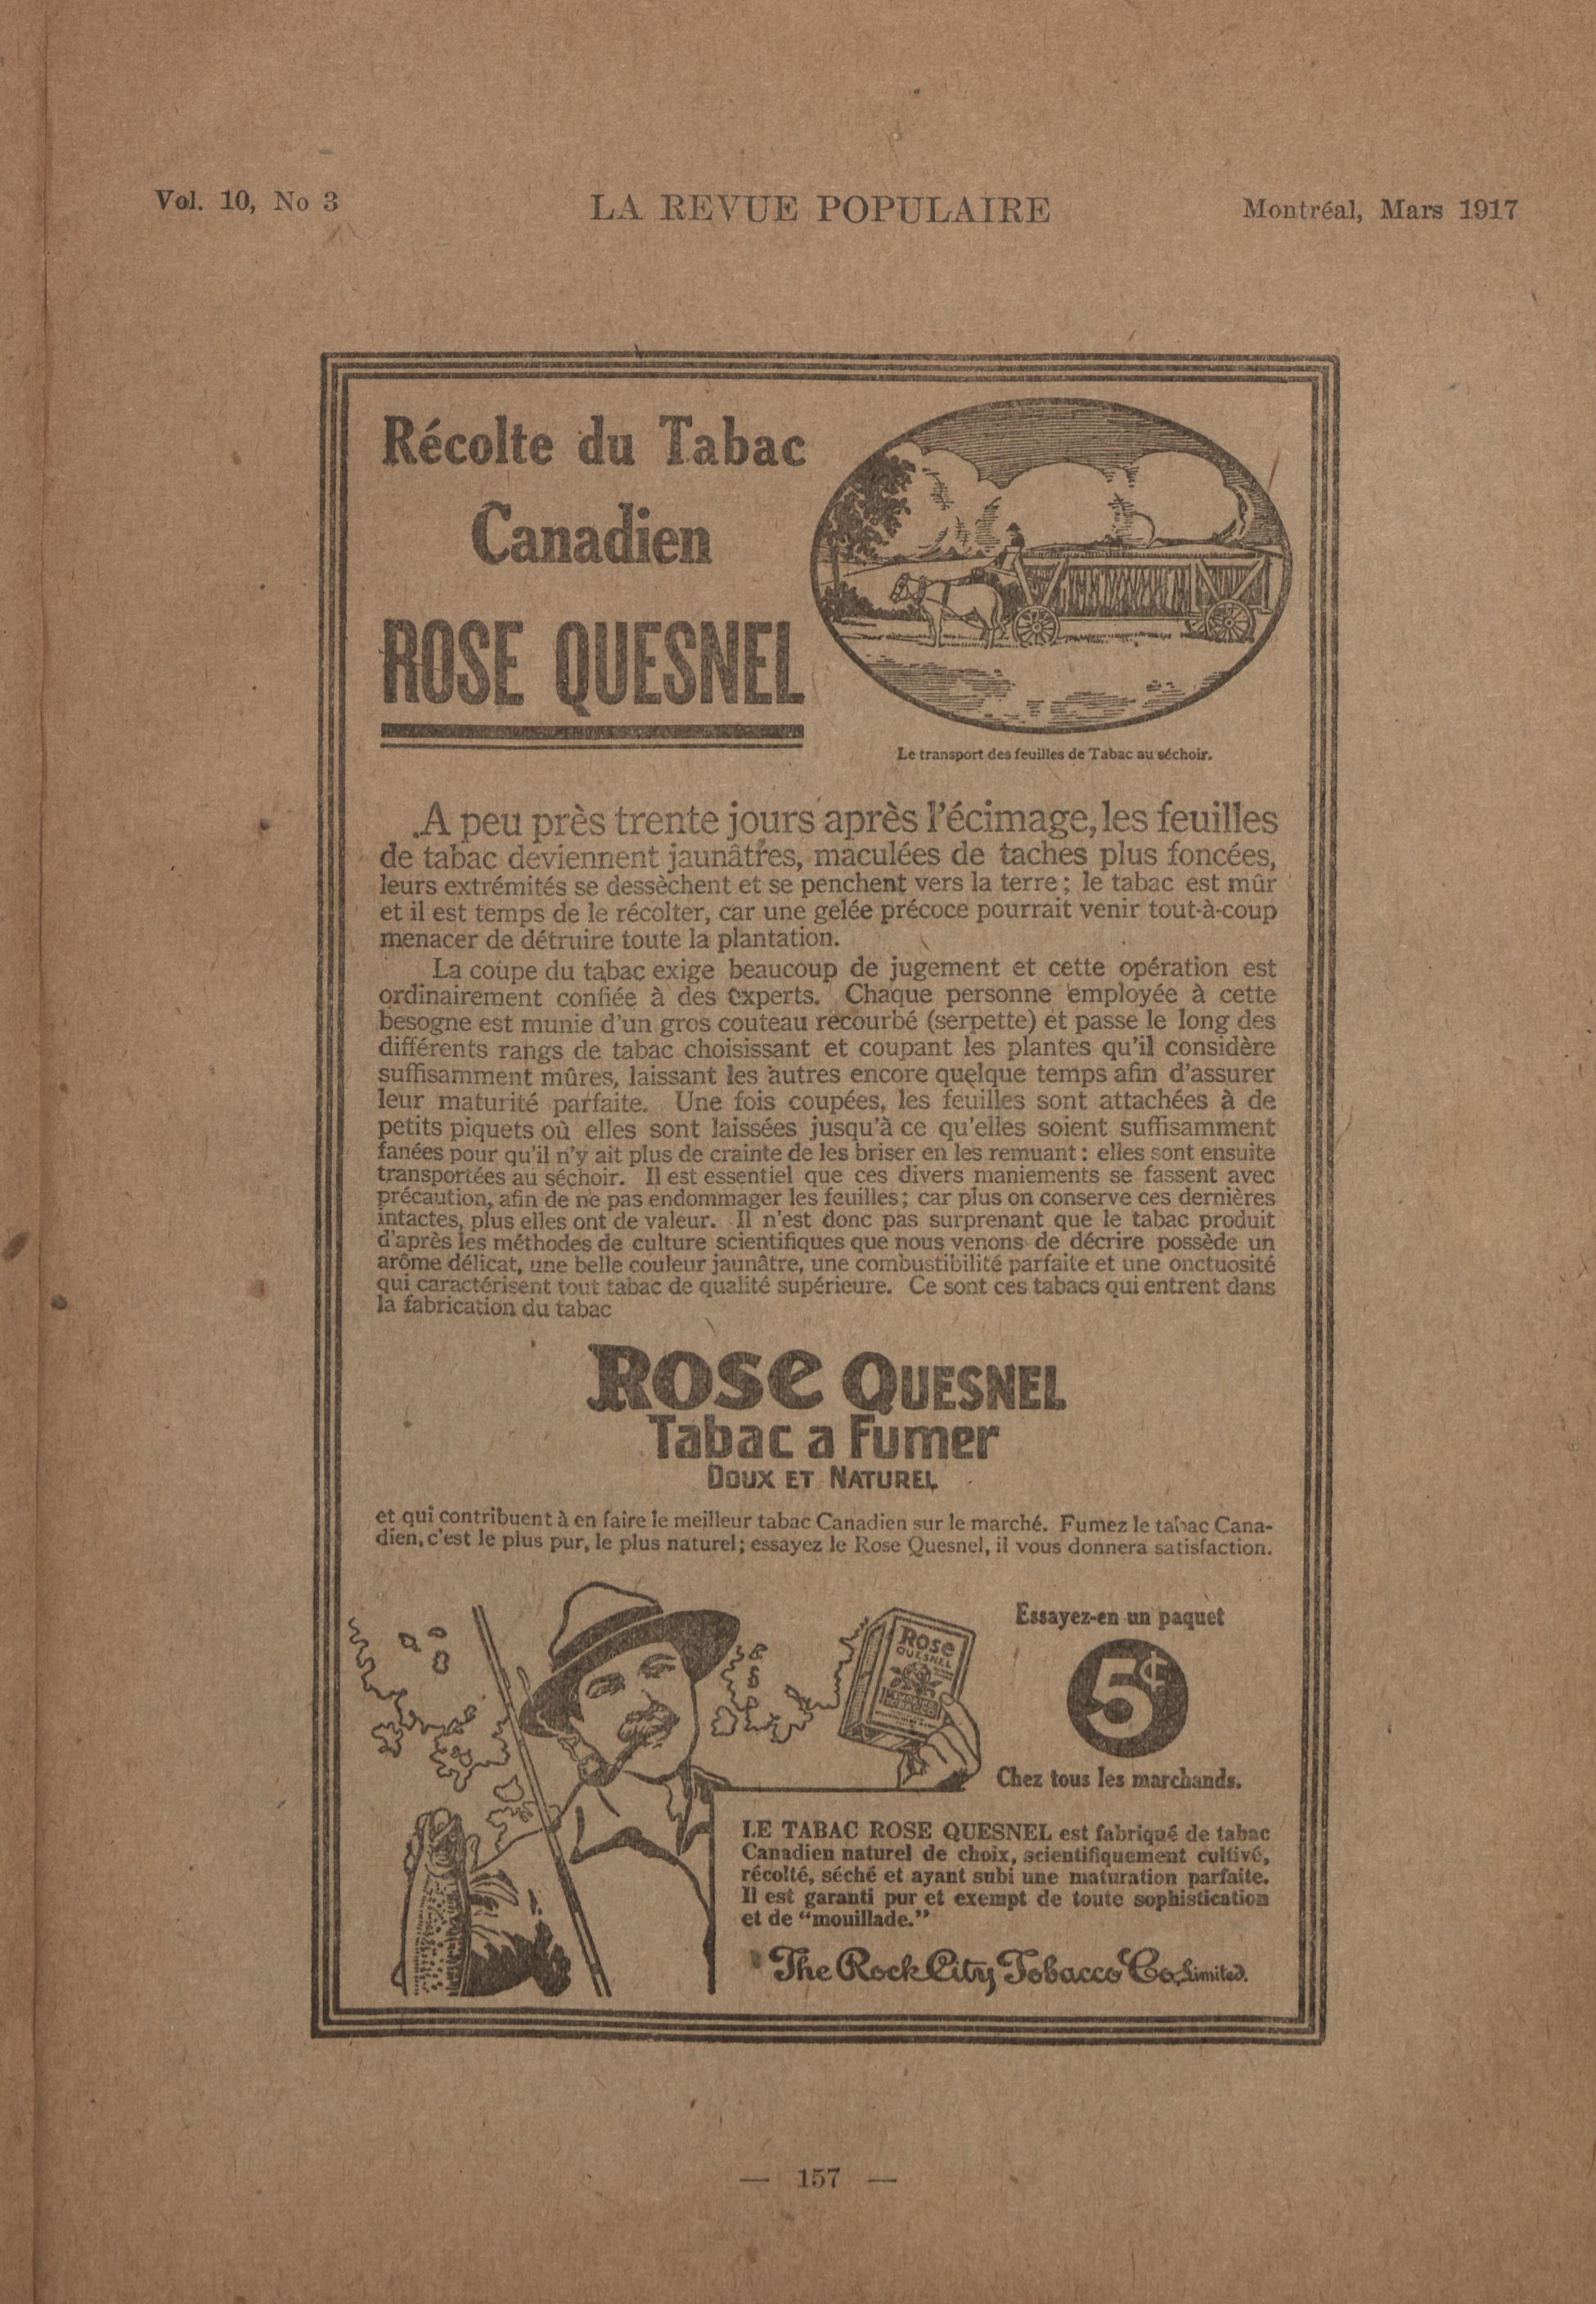 Vol. 10, No 3
LA REVUE POPULAIRE
Montréal, Mars 1917
Récolte du Tabac
Canadien
ROSE QUESNEL
Le transport des feuilles de Tabac au séchoir.
A peu près trente jours après l'écimage, les feuilles
de tabac deviennent jaunâtres, maculées de taches plus foncées,
leurs extrémités se dessèchent et se penchent vers la terre; le tabac est mûr
et il est temps de le récolter, car une gelée précoce pourrait venir tout-à-coup
menacer de détruire toute la plantation.
La coupe du tabac exige beaucoup de jugement et cette opération est
ordinairement confiée à des experts. Chaque personne employée à cette
besogne est munie d'un gros couteau recourbé (serpette) et passe le long des
différents rangs de tabac choisissant et coupant les plantes qu'il considère
suffisamment mûres, laissant les autres encore quelque temps afin d'assurer
leur maturité parfaite. Une fois coupées, les feuilles sont attachées à de
petits piquets où elles sont laissées jusqu'à ce qu'elles soient suffisamment
fanées pour qu'il n'y ait plus de crainte de les briser en les remuant: elles sont ensuite
transportées au séchoir. Il est essentiel que ces divers maniements se fassent avec
précaution, afin de ne pas endommager les feuilles; car plus on conserve ces dernières
intactes, plus elles ont de valeur. Il n'est donc pas surprenant que le tabac produit
d'après les méthodes de culture scientifiques que nous venons de décrire possède un
arôme délicat, une belle couleur jaunâtre, une combustibilité parfaite et une onctuosité
qui caractérisent tout tabac de qualité supérieure. Ce sont ces tabacs qui entrent dans
la fabrication du tabac
ROSE QUESNEL
Tabac a Fumer
DOUX ET NATUREL
et qui contribuent à en faire le meilleur tabac Canadien sur le marché. Fumez le tabac Cana-
dien, c'est le plus pur, le plus naturel; essayez le Rose Quesnel, il vous donnera satisfaction.
Rose
QUESNEL
Essayez-en un paquet
5¢
Chez tous les marchands.
LE TABAC ROSE QUESNEL est fabriqué de tabac
Canadien naturel de choix, scientifiquement cultivé,
récolté, séché et ayant subi une maturation parfaite.
Il est garanti pur et exempt de toute sophistication
et de "mouillade."
The Rock City Tobacco Co. Limited.
— 157 —